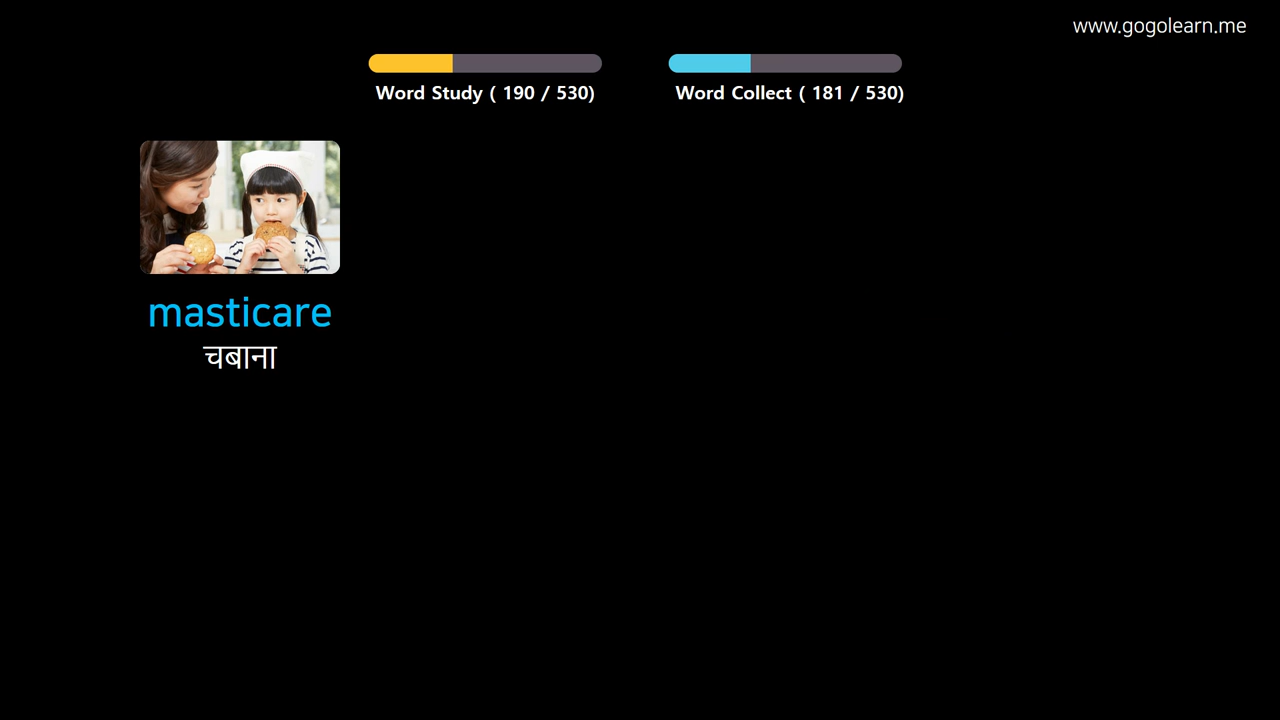 www.gogolearn.me
Word Study ( 190 / 530)
Word Collect ( 181 / 530)
masticare
चबाना